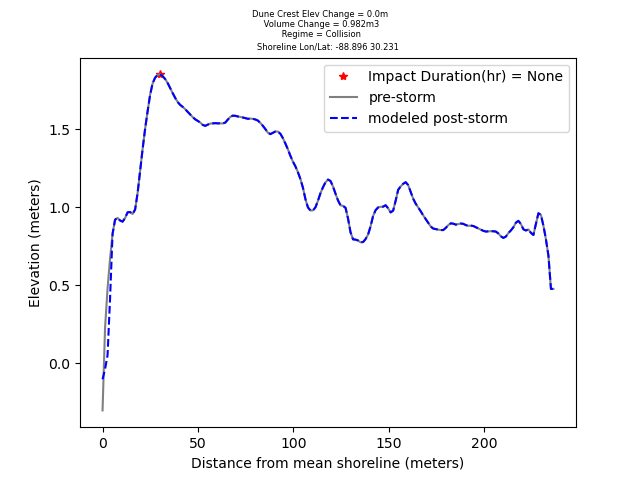 Dune Crest Elev Change = 0.0m
Volume Change = 0.982m3
Regime = Collision
Shoreline Lon/Lat: -88.896 30.231
Impact Duration(hr) = None
pre-storm
modeled post-storm
Elevation (meters)
1.5
1.0
0.5
0.0
0 50 100 150 200
Distance from mean shoreline (meters)